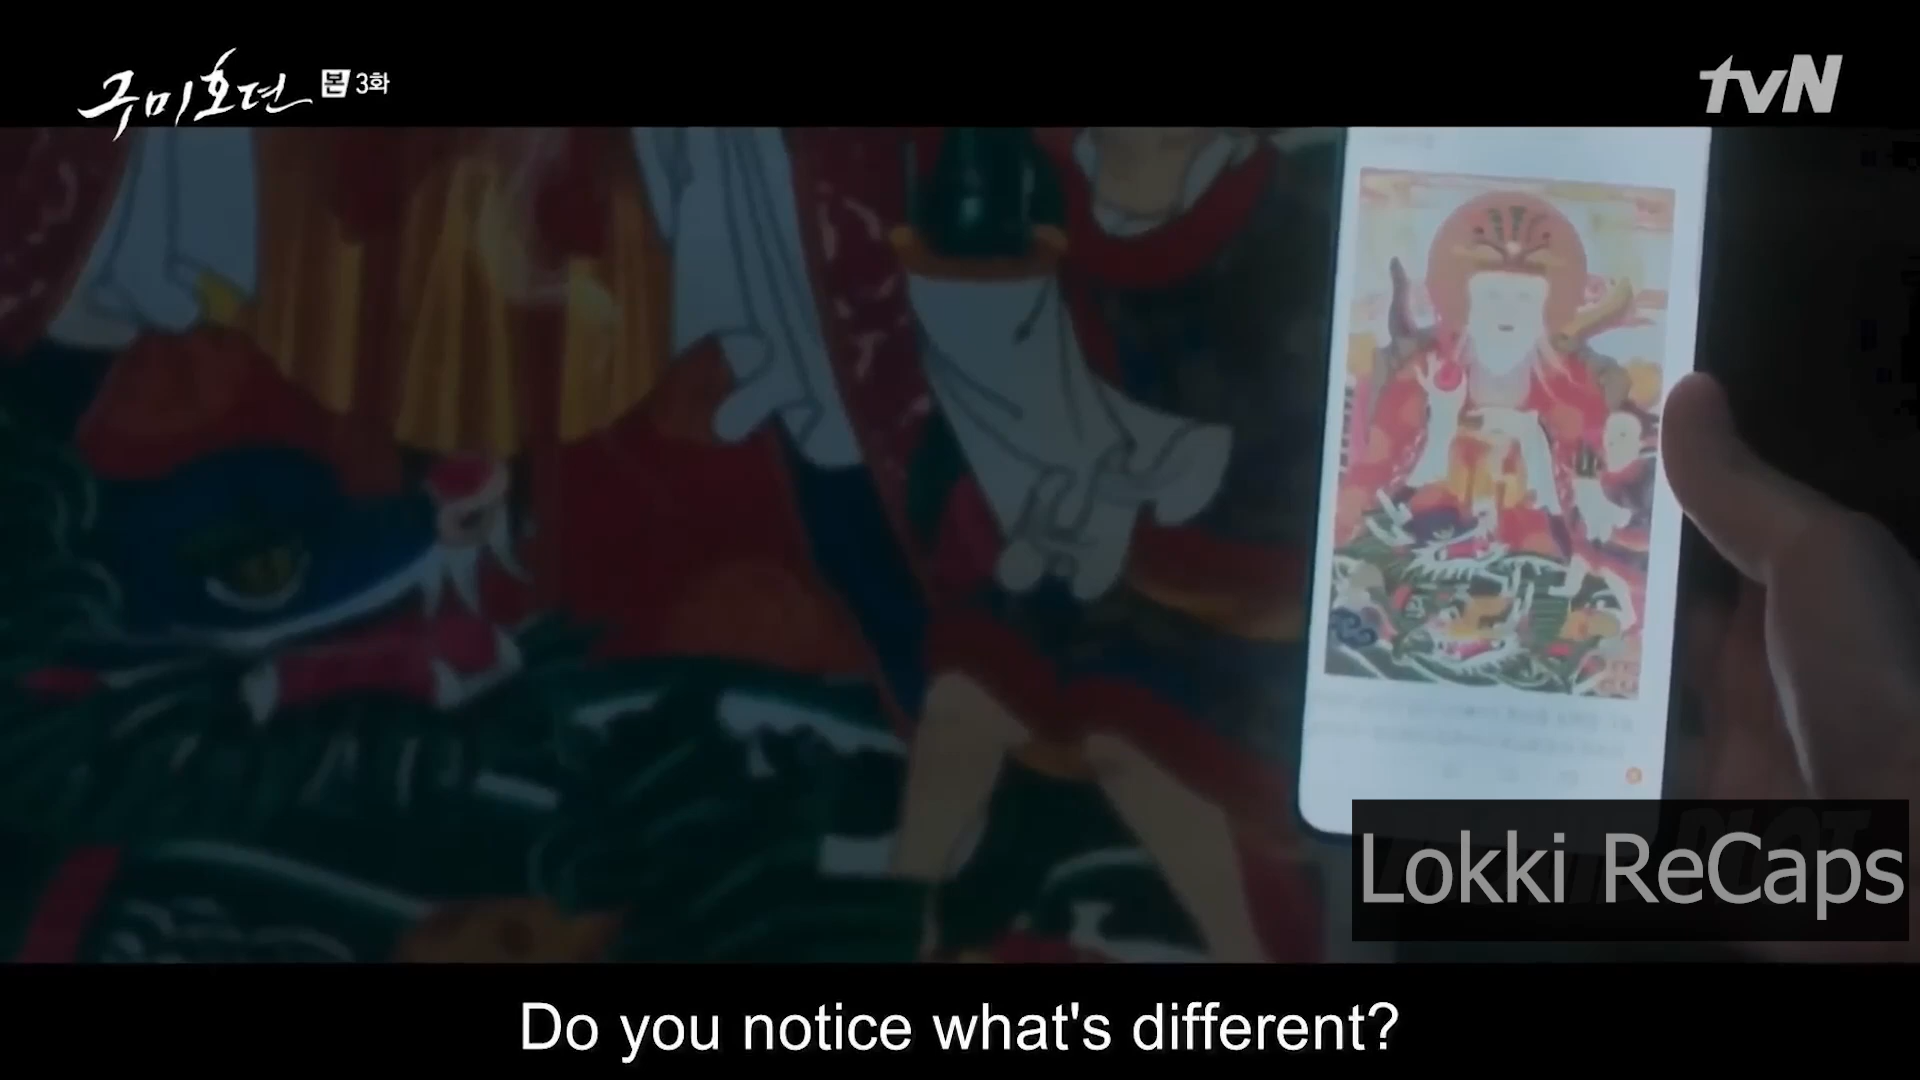 구미호뎐 본 3화
tvN
Lokki ReCaps
Do you notice what's different?